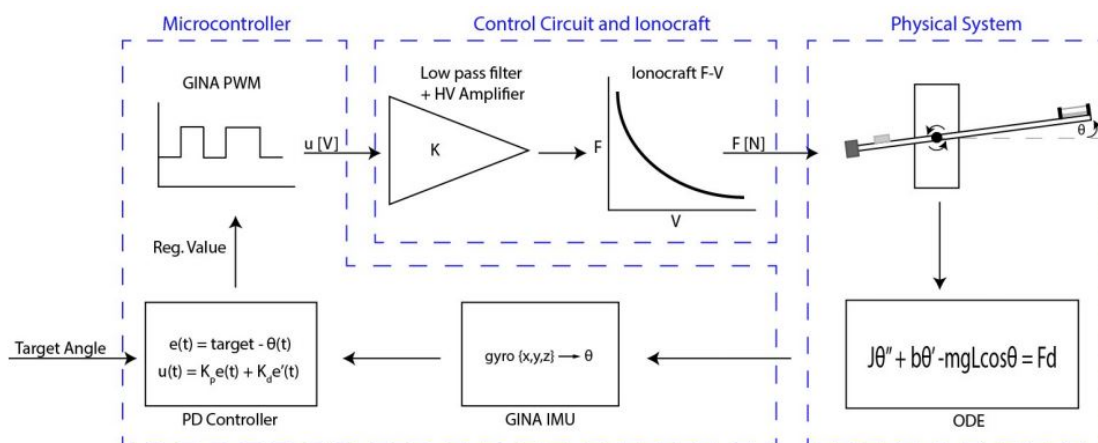 Microcontroller
Control Circuit and Ionocraft
Physical System
GINA PWM
Low pass filter
+ HV Amplifier
Ionocraft F-V
u [V]
K
F
V
F [N]
θ
Reg. Value
Target Angle
e(t) = target - θ(t)
u(t) = Kₚe(t) + K_de'(t)
PD Controller
gyro {x,y,z} → θ
GINA IMU
Jθ″ + bθ′ -mgLcosθ = Fd
ODE